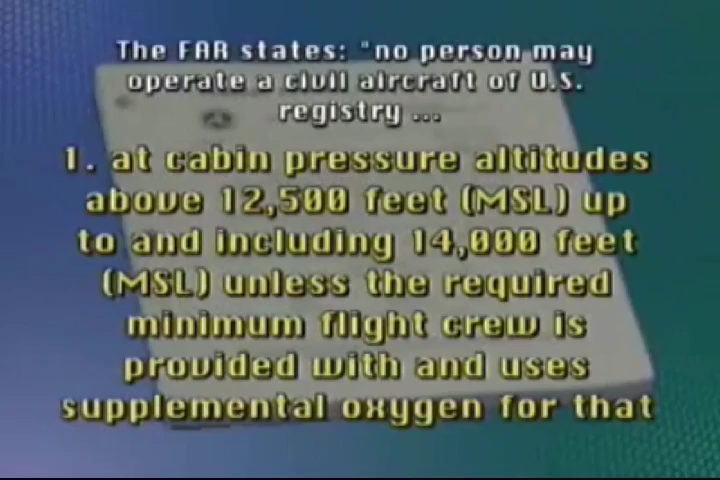 The FAR states: "no person may
operate a civil aircraft of U.S.
registry ...
1. at cabin pressure altitudes
above 12,500 feet (MSL) up
to and including 14,000 feet
(MSL) unless the required
minimum flight crew is
provided with and uses
supplemental oxygen for that